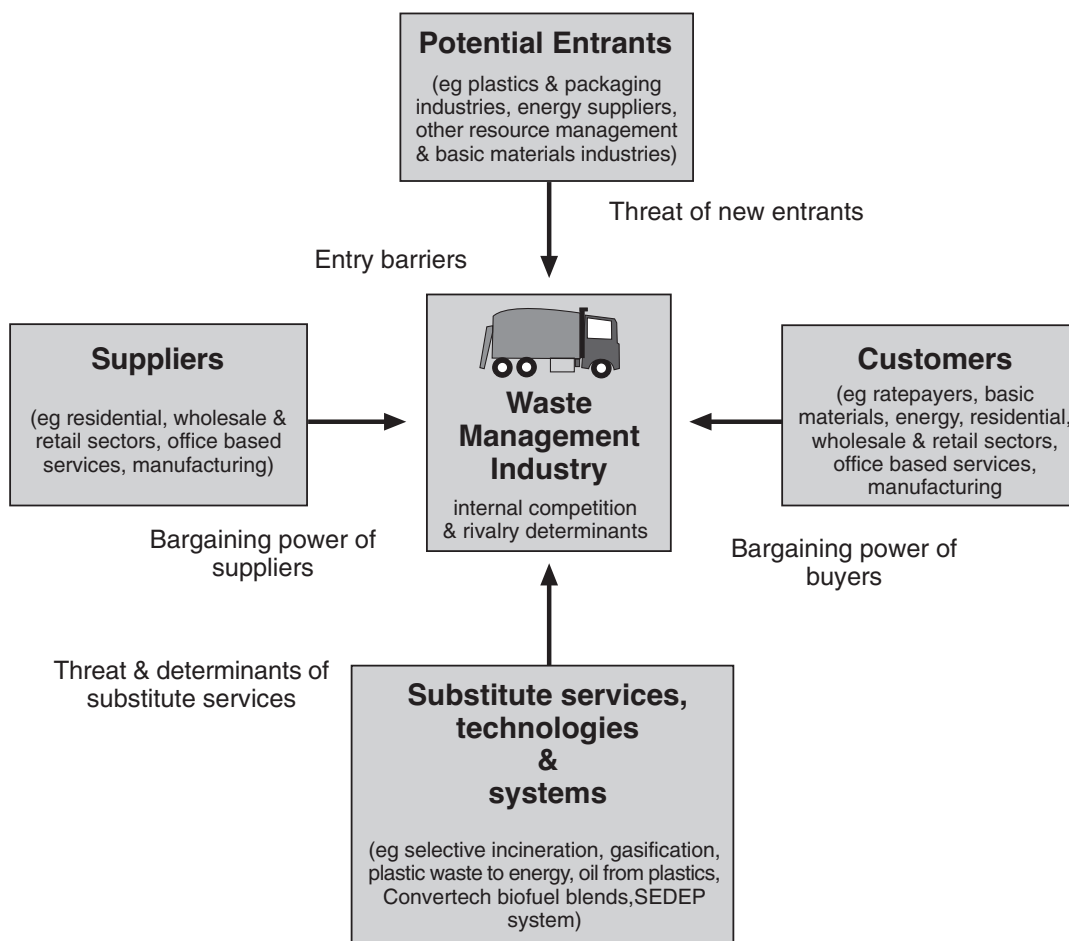 Potential Entrants
(eg plastics & packaging
industries, energy suppliers,
other resource management
& basic materials industries)
Threat of new entrants
Entry barriers
Suppliers
(eg residential, wholesale &
retail sectors, office based
services, manufacturing)
Waste
Management
Industry
internal competition
& rivalry determinants
Customers
(eg ratepayers, basic
materials, energy, residential,
wholesale & retail sectors,
office based services,
manufacturing
Bargaining power of
suppliers
Bargaining power of
buyers
Threat & determinants of
substitute services
Substitute services,
technologies
&
systems
(eg selective incineration, gasification,
plastic waste to energy, oil from plastics,
Convertech biofuel blends,SEDEP
system)